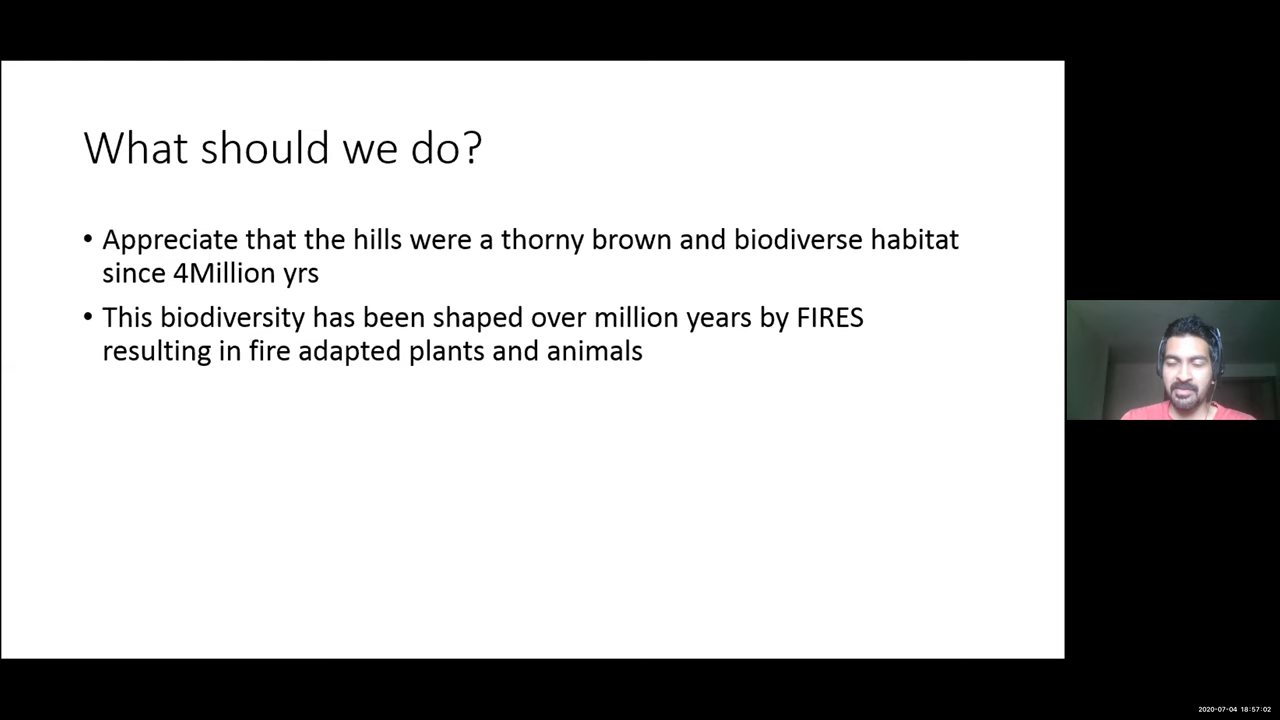 What should we do?
• Appreciate that the hills were a thorny brown and biodiverse habitat
since 4Million yrs
• This biodiversity has been shaped over million years by FIRES
resulting in fire adapted plants and animals
2020-07-04 18:57:02